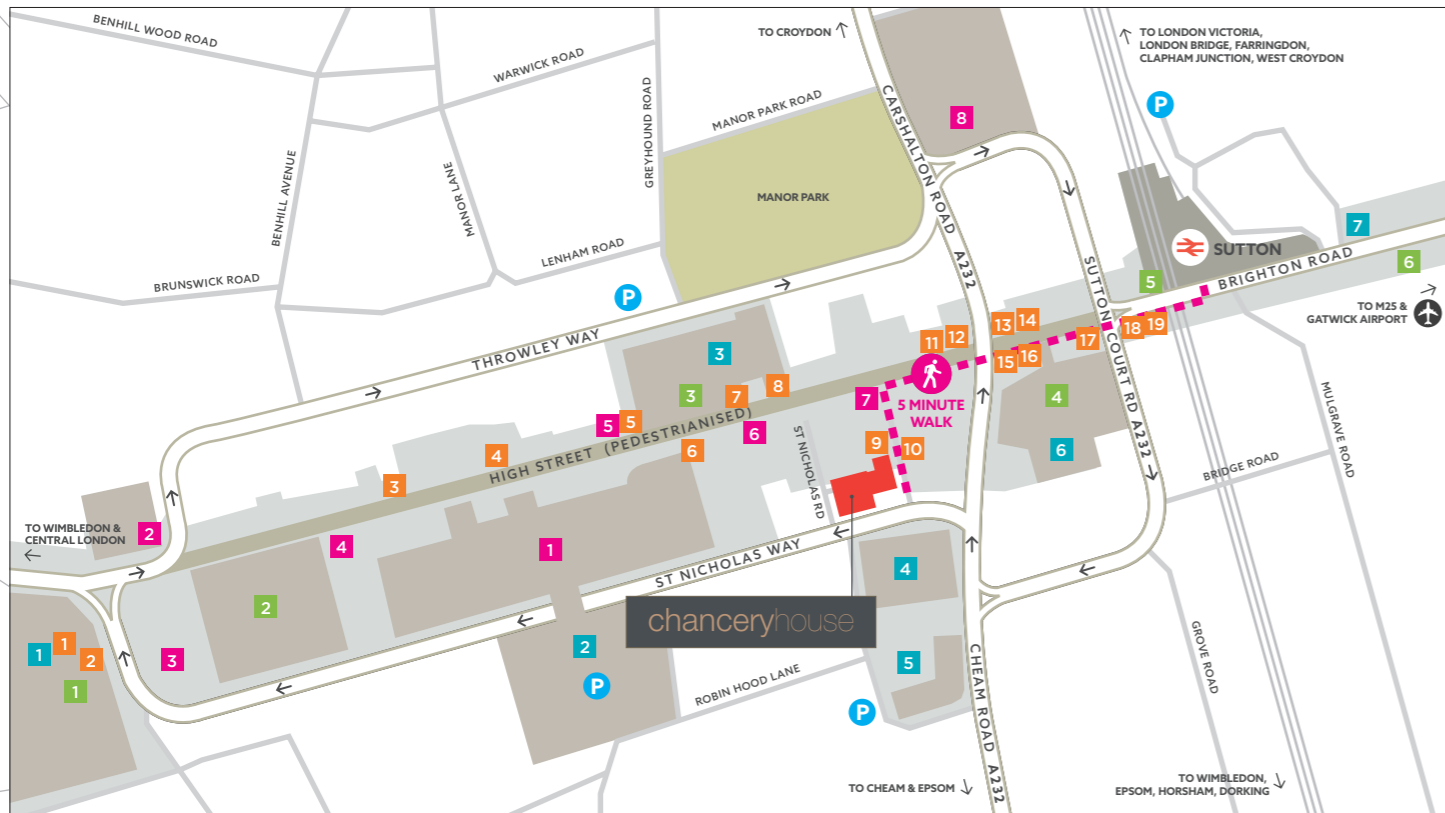 BENHILL WOOD ROAD
WARWICK ROAD
TO CROYDON
TO LONDON VICTORIA,
LONDON BRIDGE, FARRINGDON,
CLAPHAM JUNCTION, WEST CROYDON
P
GREYHOUND ROAD
MANOR PARK ROAD
CARSHALTON ROAD A232
8
BENHILL AVENUE
MANOR LANE
MANOR PARK
LENHAM ROAD
BRUNSWICK ROAD
SUTTON
7
BRIGHTON ROAD
6
5
TO M25 &
GATWICK AIRPORT
P
THROWLEY WAY
SUTTON COURT RD A232
3
3
7
8
11
12
13
14
15
16
17
18
19
5 MINUTE
WALK
7
4
6
5
5
6
6
4
3
HIGH STREET (PEDESTRIANISED)
9
10
ST NICHOLAS RD
MULGRAVE ROAD
BRIDGE ROAD
TO WIMBLEDON &
CENTRAL LONDON
2
4
1
ST NICHOLAS WAY
4
2
chanceryhouse
1
1
2
1
3
2
P
5
ROBIN HOOD LANE
P
CHEAM ROAD A232
GROVE ROAD
TO CHEAM & EPSOM
TO WIMBLEDON,
EPSOM, HORSHAM, DORKING